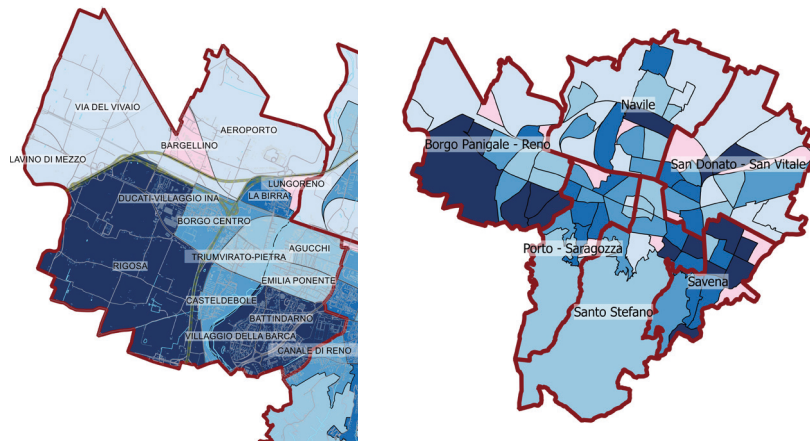 VIA DEL VIVAIO
AEROPORTO
BARGELLINO
LAVINO DI MEZZO
LUNGORENO
DUCATI-VILLAGGIO INA
LA BIRRA
BORGO CENTRO
AGUCCHI
TRIUMVIRATO-PIETRA
RIGOSA
EMILIA PONENTE
CASTELDEBOLE
BATTINDARNO
VILLAGGIO DELLA BARCA
CANALE DI RENO
Navile
Borgo Panigale - Reno
San Donato - San Vitale
Porto - Saragozza
Savena
Santo Stefano